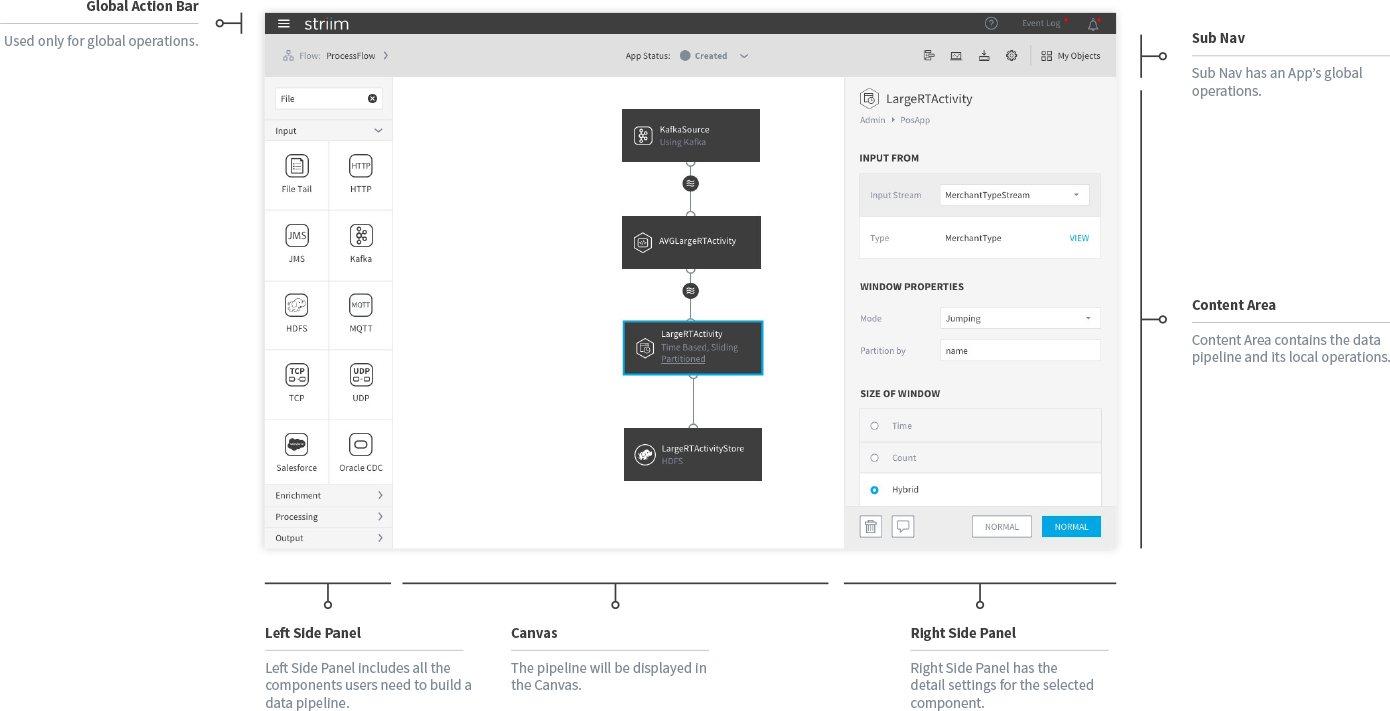 Global Action Bar
Used only for global operations.
striim
Event Log
Flow: ProcessFlow
App Status: Created
My Objects
File
Input
File Tail
HTTP
HTTP
JMS
JMS
Kafka
HDFS
MQTT
MQTT
TCP
TCP
UDP
UDP
Salesforce
Oracle CDC
Enrichment
Processing
Output
KafkaSource
Using Kafka
AVGLargeRTActivity
LargeRTActivity
Time Based, Sliding
Partitioned
LargeRTActivityStore
HDFS
LargeRTActivity
Admin PosApp
INPUT FROM
Input Stream MerchantTypeStream
Type MerchantType VIEW
WINDOW PROPERTIES
Mode Jumping
Partition by name
SIZE OF WINDOW
Time
Count
Hybrid
NORMAL NORMAL
Sub Nav
Sub Nav has an App's global
operations.
Content Area
Content Area contains the data
pipeline and its local operations.
Left Side Panel
Left Side Panel includes all the
components users need to build a
data pipeline.
Canvas
The pipeline will be displayed in
the Canvas.
Right Side Panel
Right Side Panel has the
detail settings for the selected
component.